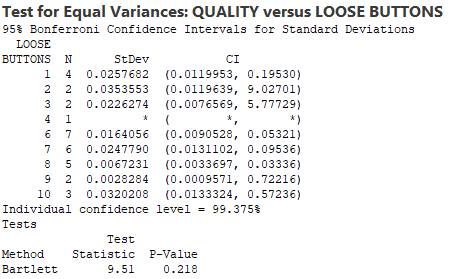 Test for Equal Variances: QUALITY versus LOOSE BUTTONS
95% Bonferroni Confidence Intervals for Standard Deviations
LOOSE
BUTTONS N StDev CI
1 4 0.0257682 (0.0119953, 0.19530)
2 2 0.0353553 (0.0119639, 9.02701)
3 2 0.0226274 (0.0076569, 5.77729)
4 1 * ( *, *)
6 7 0.0164056 (0.0090528, 0.05321)
7 6 0.0247790 (0.0131102, 0.09536)
8 5 0.0067231 (0.0033697, 0.03336)
9 2 0.0028284 (0.0009571, 0.72216)
10 3 0.0320208 (0.0133324, 0.57236)
Individual confidence level = 99.375%
Tests
Test
Method Statistic P-Value
Bartlett 9.51 0.218